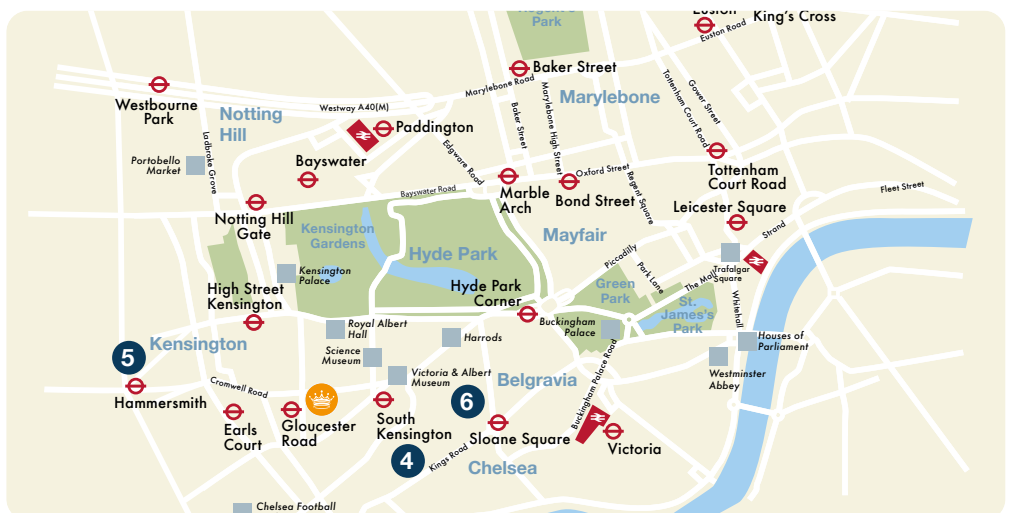 Park
Euston
King's Cross
Euston Road
Baker Street
Marylebone Road
Marylebone
Tottenham Court Road
Gower Street
Westbourne
Park
Notting
Hill
Westway A40(M)
Paddington
Baker Street
Marylebone High Street
Ladbroke Grove
Portobello
Market
Bayswater
Edgware Road
Oxford Street
Tottenham
Court Road
Bayswater Road
Marble
Arch
Bond Street
Regent Square
Fleet Street
Notting Hill
Gate
Leicester Square
Kensington
Gardens
Hyde Park
Mayfair
Strand
Piccadilly
Park Lane
Trafalgar
Square
Kensington
Palace
High Street
Kensington
Hyde Park
Corner
Green
Park
The Mall
St.
James's
Park
Whitehall
Royal Albert
Hall
Harrods
Buckingham
Palace
Houses of
Parliament
Kensington
Science
Museum
5
Victoria & Albert
Museum
Belgravia
Buckingham Palace Road
Westminster
Abbey
Hammersmith
Cromwell Road
6
Earls
Court
Gloucester
Road
South
Kensington
Sloane Square
Victoria
4
Kings Road
Chelsea
Chelsea Football